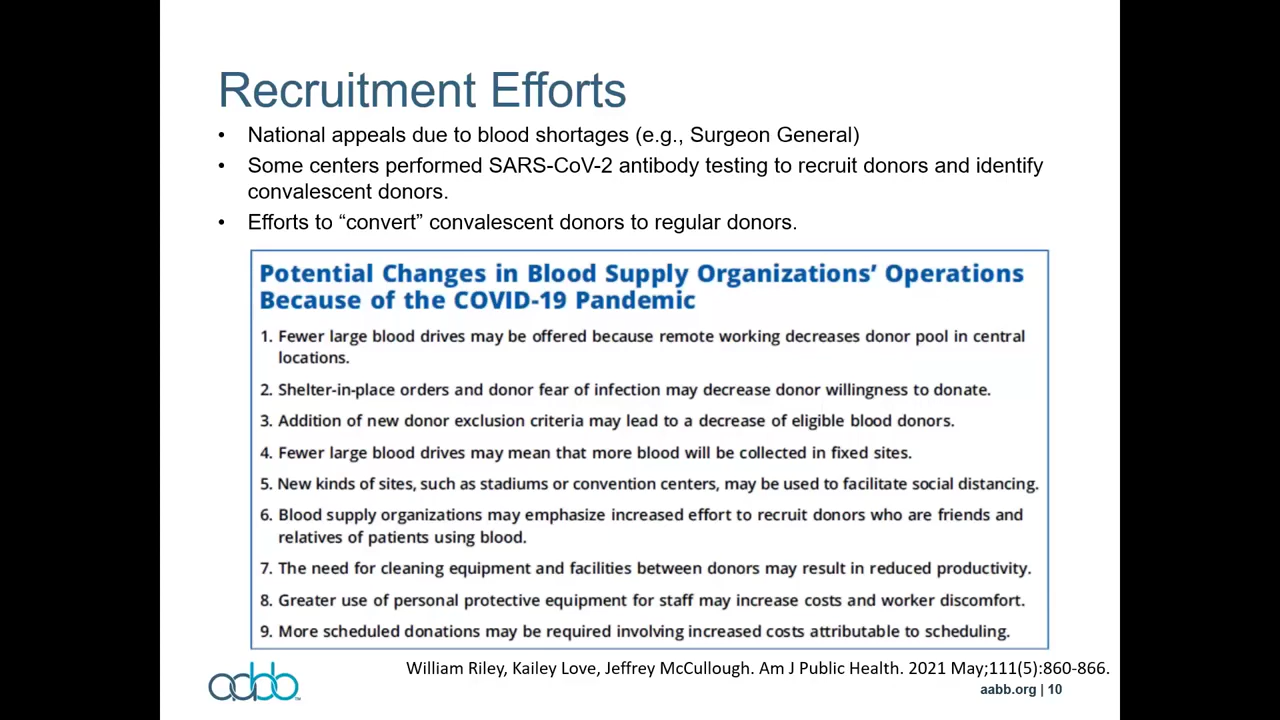 Recruitment Efforts
• National appeals due to blood shortages (e.g., Surgeon General)
• Some centers performed SARS-CoV-2 antibody testing to recruit donors and identify
convalescent donors.
• Efforts to “convert” convalescent donors to regular donors.
Potential Changes in Blood Supply Organizations’ Operations
Because of the COVID-19 Pandemic
1. Fewer large blood drives may be offered because remote working decreases donor pool in central
locations.
2. Shelter-in-place orders and donor fear of infection may decrease donor willingness to donate.
3. Addition of new donor exclusion criteria may lead to a decrease of eligible blood donors.
4. Fewer large blood drives may mean that more blood will be collected in fixed sites.
5. New kinds of sites, such as stadiums or convention centers, may be used to facilitate social distancing.
6. Blood supply organizations may emphasize increased effort to recruit donors who are friends and
relatives of patients using blood.
7. The need for cleaning equipment and facilities between donors may result in reduced productivity.
8. Greater use of personal protective equipment for staff may increase costs and worker discomfort.
9. More scheduled donations may be required involving increased costs attributable to scheduling.
William Riley, Kailey Love, Jeffrey McCullough. Am J Public Health. 2021 May;111(5):860-866.
aabb
aabb.org | 10